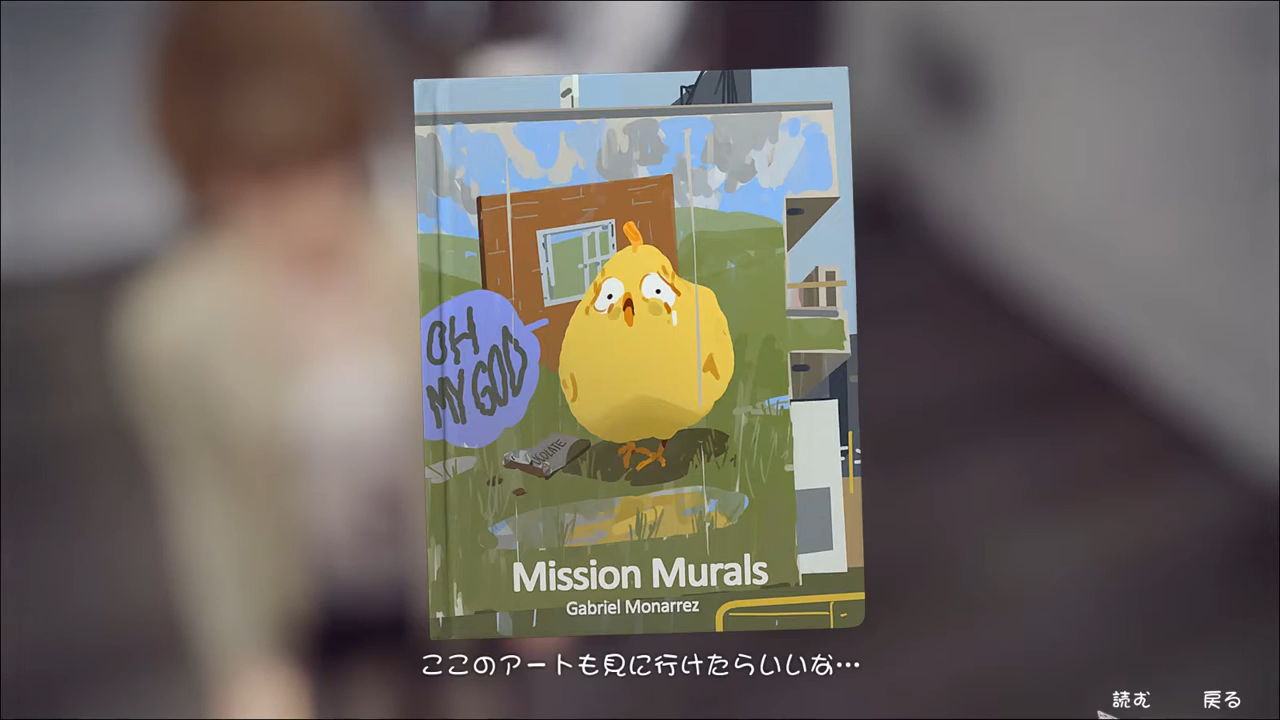 OH
MY GOD
Mission Murals
Gabriel Monarrez
ここのアートも見に行けたらいいな…
読む 戻る